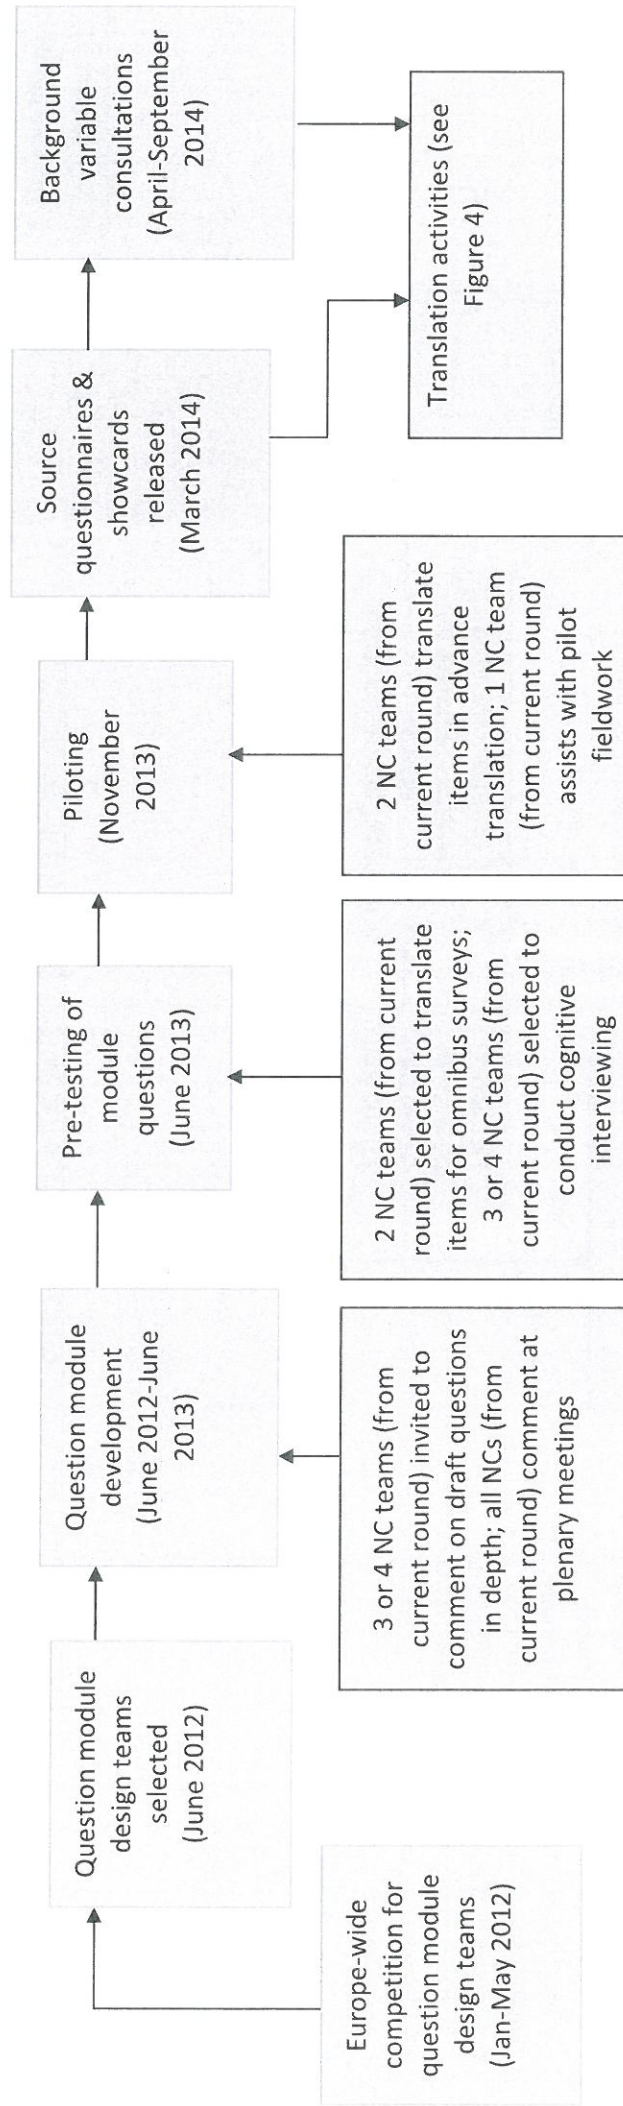 Europe-wide
competition for
question module
design teams
(Jan-May 2012)
Question module
design teams
selected
(June 2012)
Question module
development
(June 2012-June
2013)
3 or 4 NC teams (from
current round) invited to
comment on draft questions
in depth; all NCs (from
current round) comment at
plenary meetings
Pre-testing of
module
questions
(June 2013)
2 NC teams (from current
round) selected to translate
items for omnibus surveys;
3 or 4 NC teams (from
current round) selected to
conduct cognitive
interviewing
Piloting
(November
2013)
2 NC teams (from
current round) translate
items in advance
translation; 1 NC team
(from current round)
assists with pilot
fieldwork
Source
questionnaires &
showcards
released
(March 2014)
Background
variable
consultations
(April-September
2014)
Translation activities (see
Figure 4)